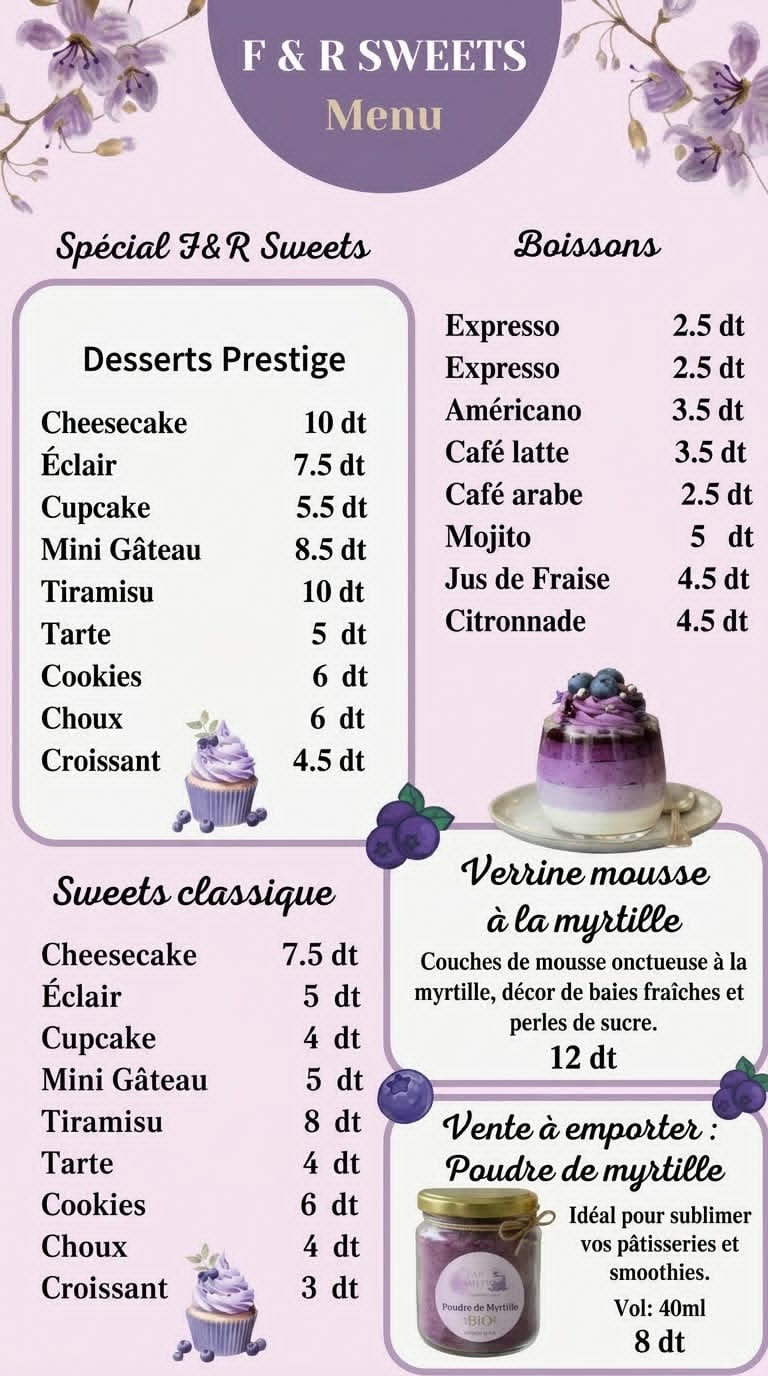 F & R SWEETS
Menu
Spécial F&R Sweets
Desserts Prestige
Cheesecake 10 dt
Éclair 7.5 dt
Cupcake 5.5 dt
Mini Gâteau 8.5 dt
Tiramisu 10 dt
Tarte 5 dt
Cookies 6 dt
Choux 6 dt
Croissant 4.5 dt
Boissons
Expresso 2.5 dt
Expresso 2.5 dt
Américano 3.5 dt
Café latte 3.5 dt
Café arabe 2.5 dt
Mojito 5 dt
Jus de Fraise 4.5 dt
Citronnade 4.5 dt
Sweets classique
Cheesecake 7.5 dt
Éclair 5 dt
Cupcake 4 dt
Mini Gâteau 5 dt
Tiramisu 8 dt
Tarte 4 dt
Cookies 6 dt
Choux 4 dt
Croissant 3 dt
Verrine mousse
à la myrtille
Couches de mousse onctueuse à la
myrtille, décor de baies fraîches et
perles de sucre.
12 dt
Vente à emporter :
Poudre de myrtille
Poudre de Myrtille
BIO
Idéal pour sublimer
vos pâtisseries et
smoothies.
Vol: 40ml
8 dt